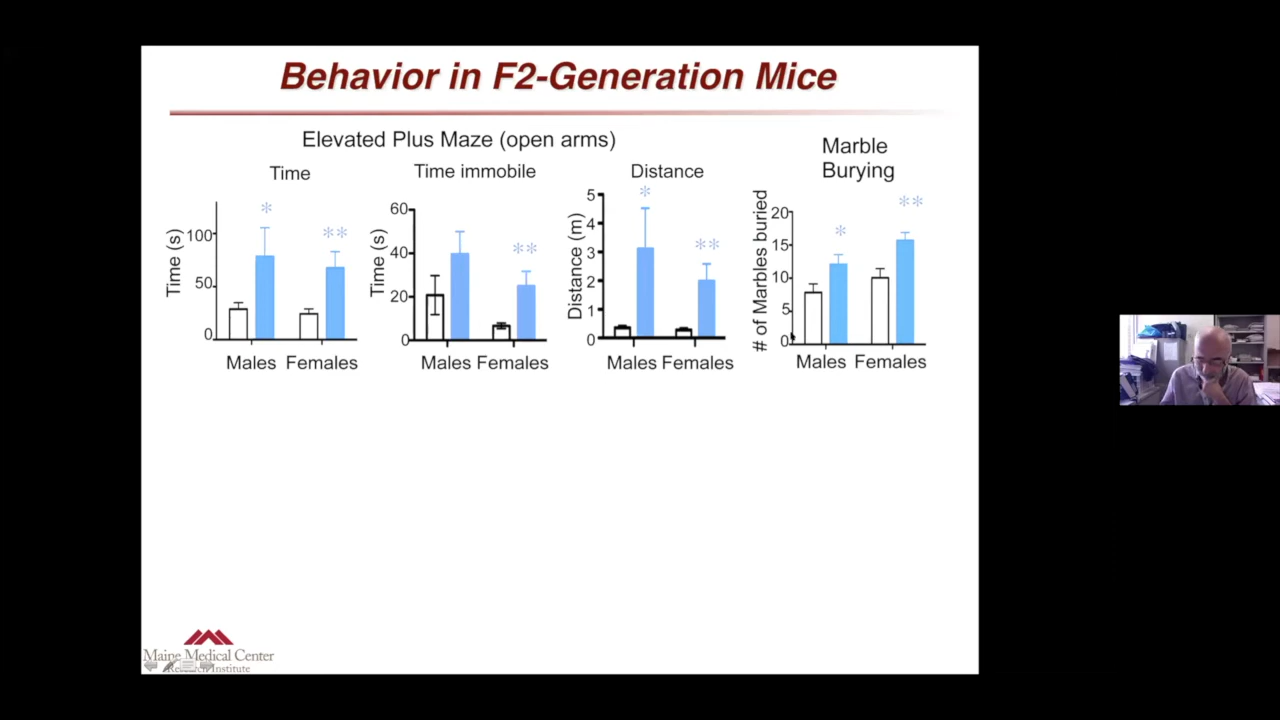 Behavior in F2-Generation Mice
Elevated Plus Maze (open arms)
Time
Time (s)
100
50
0
*
**
Males Females
Time immobile
Time (s)
60
40
20
0
**
Males Females
Distance
Distance (m)
5
4
3
2
1
0
*
**
Males Females
Marble
Burying
# of Marbles buried
20
15
10
5
0
*
**
Males Females
Maine Medical Center
Research Institute